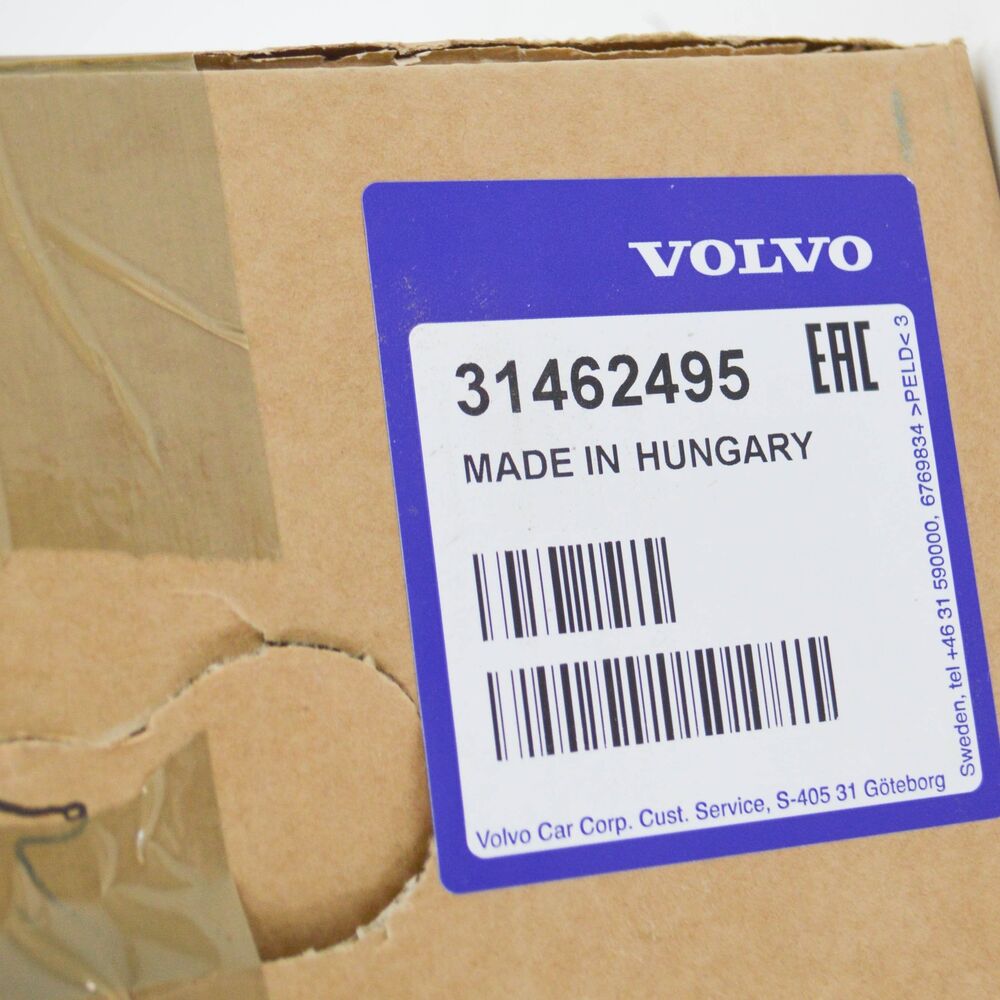 VOLVO
31462495
EAC
MADE IN HUNGARY
Volvo Car Corp. Cust. Service, S-405 31 Göteborg
Sweden, tel +46 31 590000, 6769834 >PELD< 3